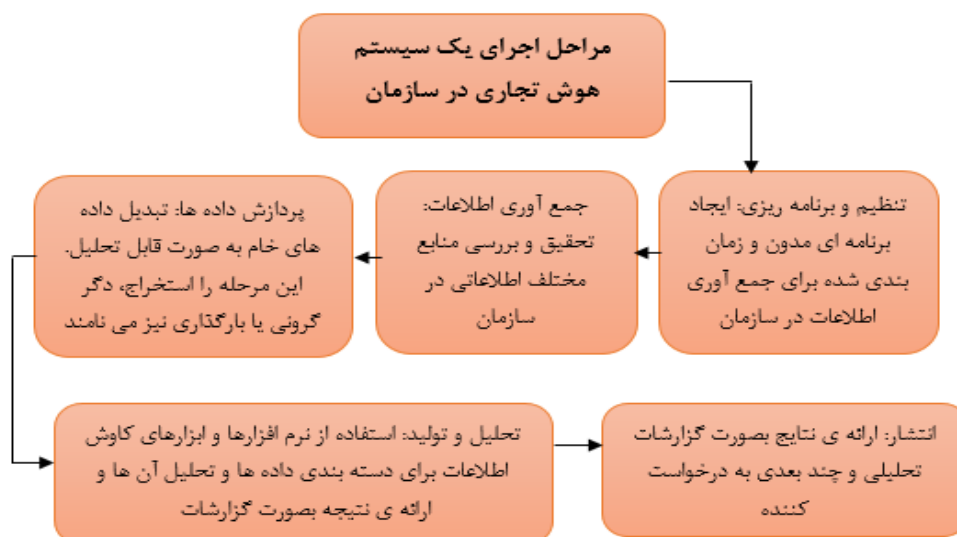 مراحل اجرای یک سیستم
هوش تجاری در سازمان
تنظیم و برنامه ریزی: ایجاد
برنامه ای مدون و زمان
بندی شده برای جمع آوری
اطلاعات در سازمان
جمع آوری اطلاعات:
تحقیق و بررسی منابع
مختلف اطلاعاتی در
سازمان
پردازش داده ها: تبدیل داده
های خام به صورت قابل تحلیل.
این مرحله را استخراج، دگر
گرونی یا بارگذاری نیز می نامند
تحلیل و تولید: استفاده از نرم افزارها و ابزارهای کاوش
اطلاعات برای دسته بندی داده ها و تحلیل آن ها و
ارائه ی نتیجه بصورت گزارشات
انتشار: ارائه ی نتایج بصورت گزارشات
تحلیلی و چند بعدی به درخواست
کننده